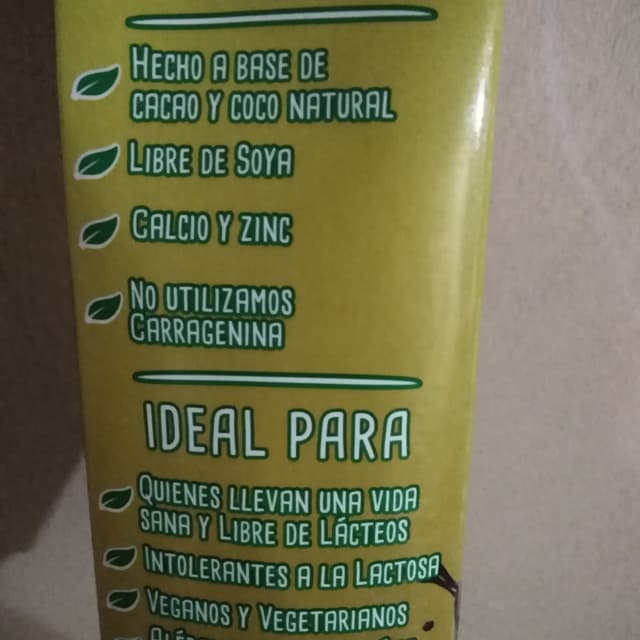 HECHO A BASE DE
CACAO Y COCO NATURAL
LIBRE DE SOYA
CALCIO Y ZINC
NO UTILIZAMOS
CARRAGENINA
IDEAL PARA
QUIENES LLEVAN UNA VIDA
SANA Y LIBRE DE LÁCTEOS
INTOLERANTES A LA LACTOSA
VEGANOS Y VEGETARIANOS